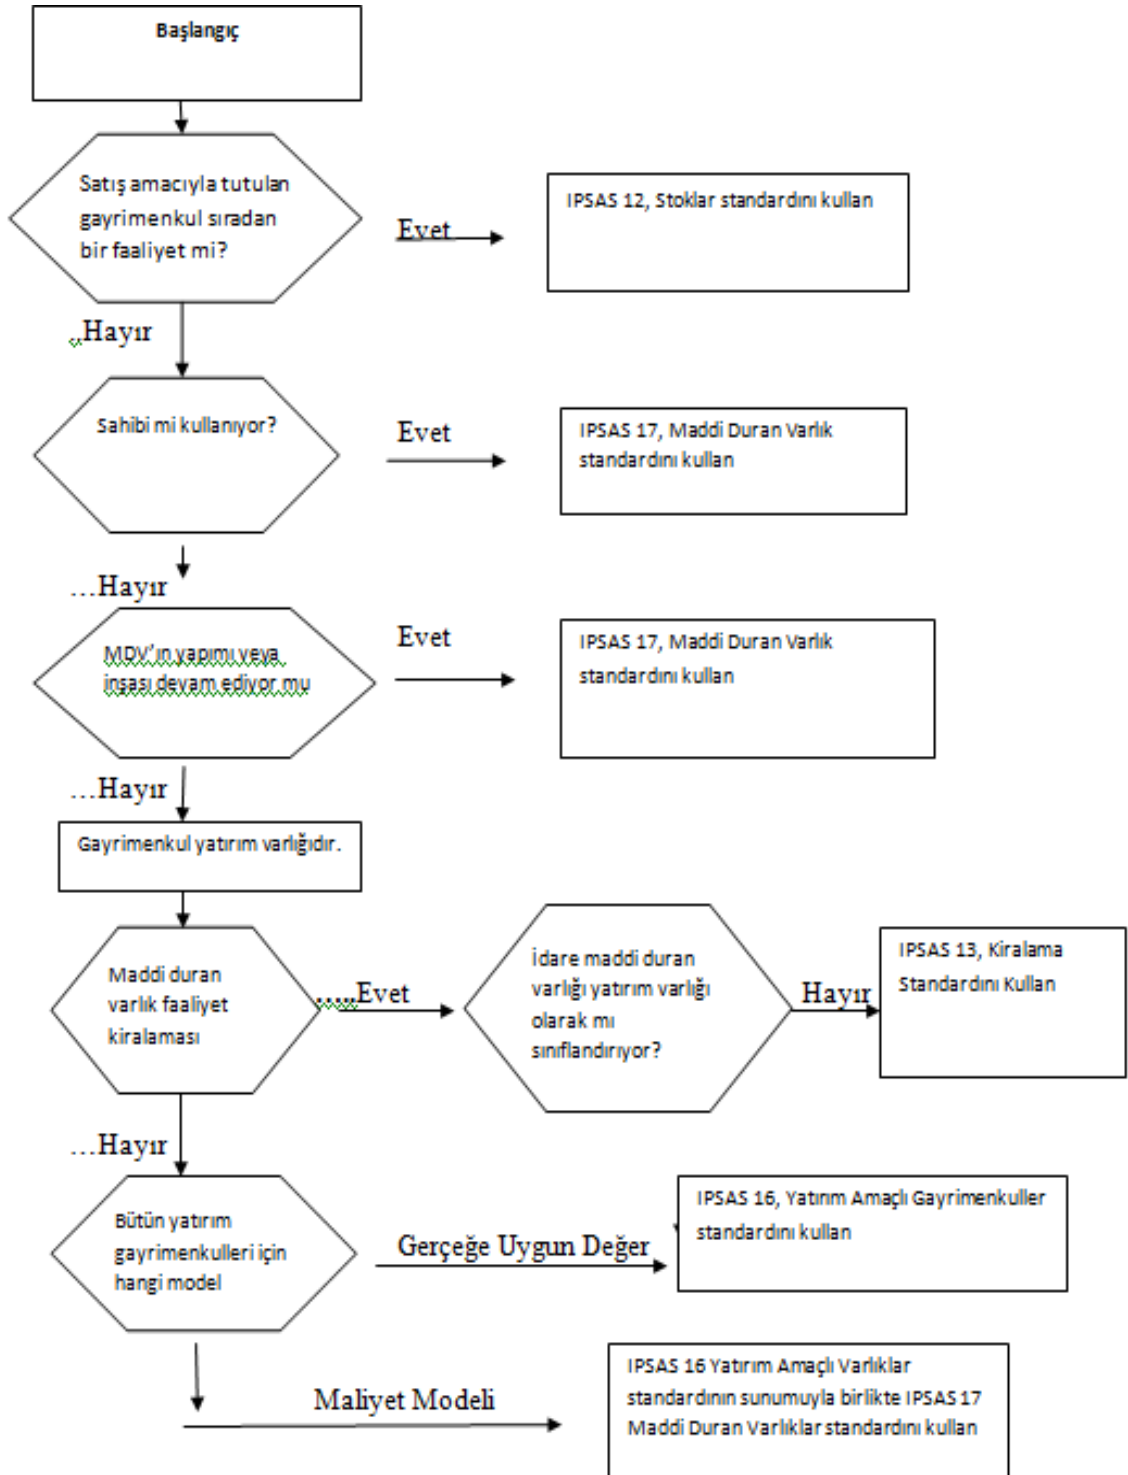 Başlangıç
Satış amacıyla tutulan
gayrimenkul sıradan
bir faaliyet mi?
Evet
IPSAS 12, Stoklar standardını kullan
..Hayır
Sahibi mi kullanıyor?
Evet
IPSAS 17, Maddi Duran Varlık
standardını kullan
...Hayır
MDV'ın yapımı veya
inşası devam ediyor mu
Evet
IPSAS 17, Maddi Duran Varlık
standardını kullan
...Hayır
Gayrimenkul yatırım varlığıdır.
Maddi duran
varlık faaliyet
kiralaması
.....Evet
İdare maddi duran
varlığı yatırım varlığı
olarak mı
sınıflandırıyor?
Hayır
IPSAS 13, Kiralama
Standardını Kullan
...Hayır
Bütün yatırım
gayrimenkulleri için
hangi model
Gerçeğe Uygun Değer
IPSAS 16, Yatırım Amaçlı Gayrimenkuller
standardını kullan
Maliyet Modeli
IPSAS 16 Yatırım Amaçlı Varlıklar
standardının sunumuyla birlikte IPSAS 17
Maddi Duran Varlıklar standardını kullan